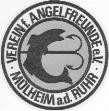 VEREIN F. ANGELFREUNDE e.V.
MÜLHEIM a.d. RUHR